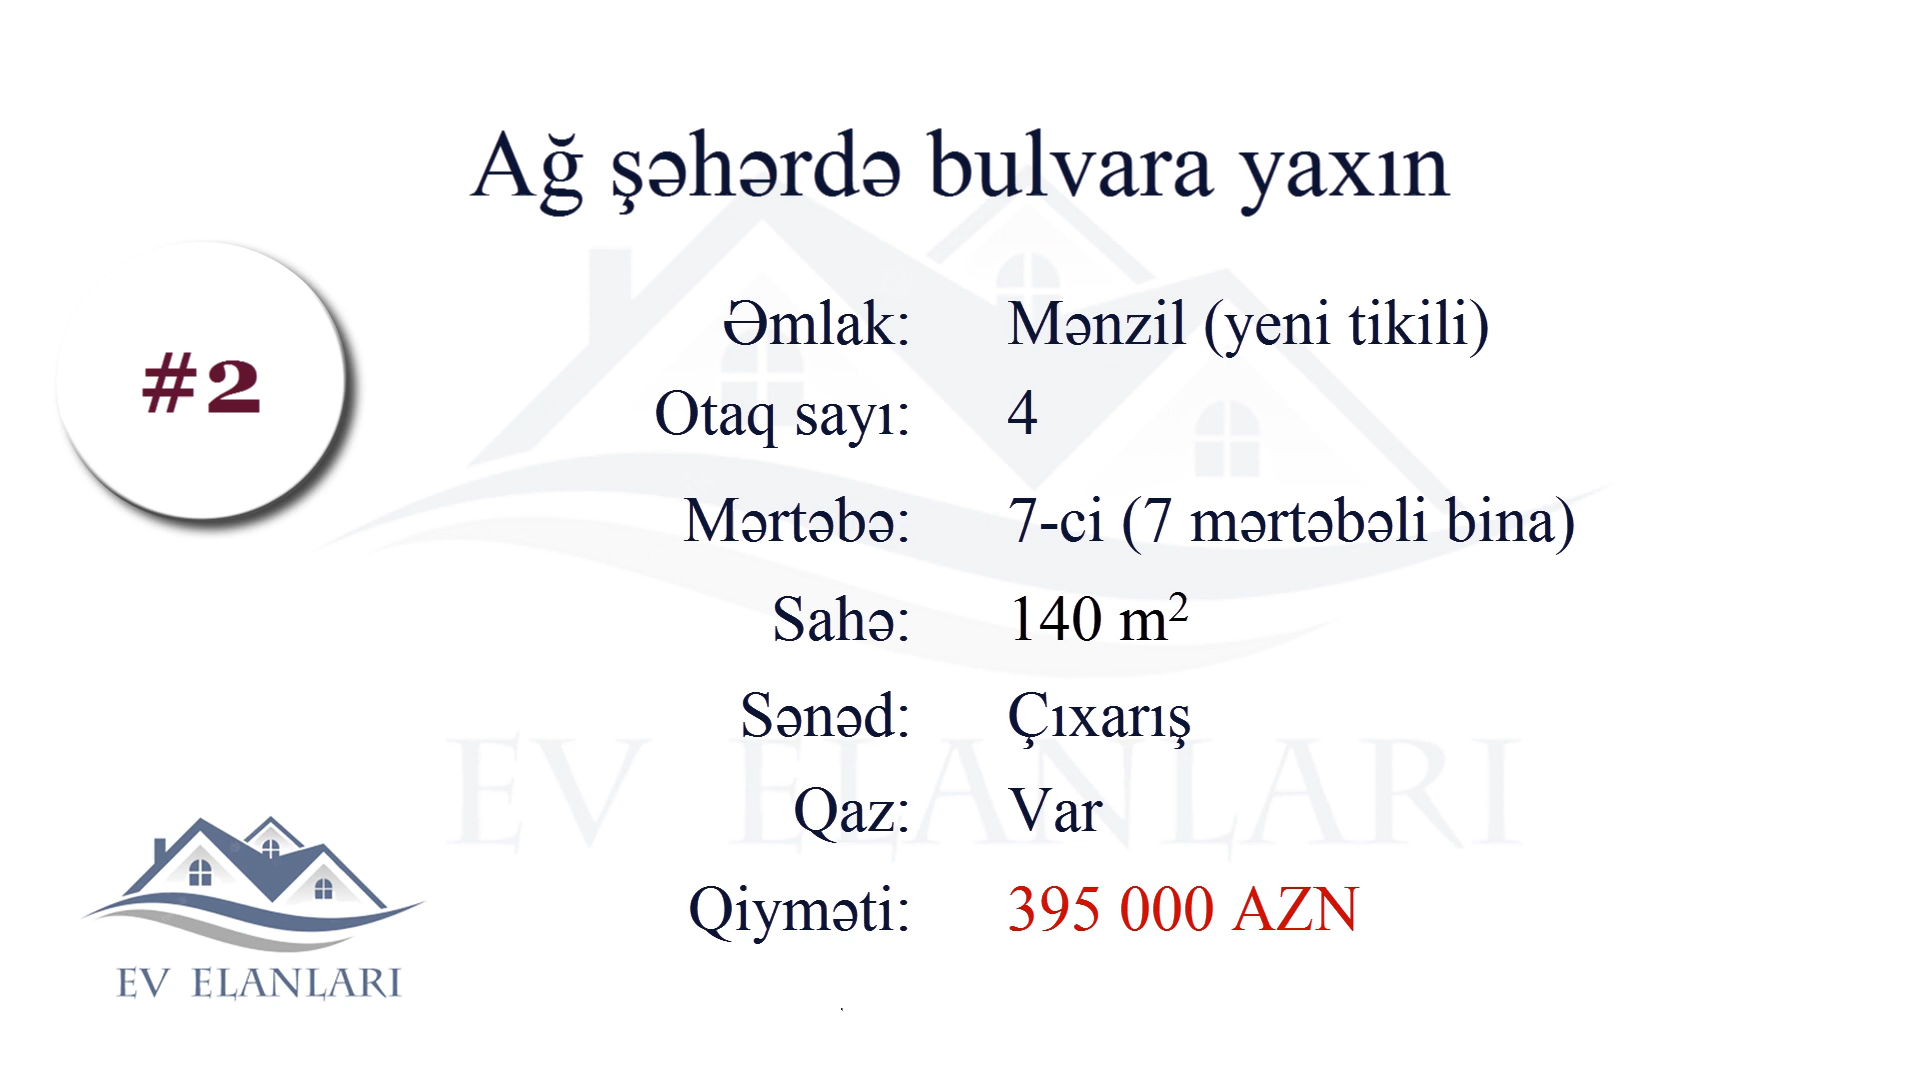 Ağ şəhərdə bulvara yaxın
#2
Əmlak: Mənzil (yeni tikili)
Otaq sayı: 4
Mərtəbə: 7-ci (7 mərtəbəli bina)
Sahə: 140 m²
Sənəd: Çıxarış
Qaz: Var
Qiyməti: 395 000 AZN
EV ELANLARI
EV ELANLARI